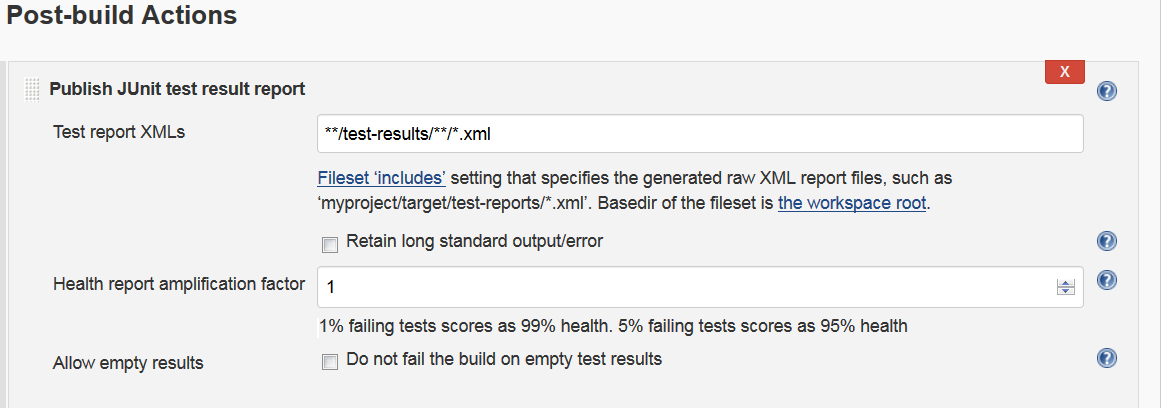 Post-build Actions
X
Publish JUnit test result report
?
Test report XMLs
**/test-results/**/*.xml
Fileset ‘includes’ setting that specifies the generated raw XML report files, such as
‘myproject/target/test-reports/*.xml’. Basedir of the fileset is the workspace root.
Retain long standard output/error
?
Health report amplification factor
1
?
1% failing tests scores as 99% health. 5% failing tests scores as 95% health
Allow empty results
Do not fail the build on empty test results
?